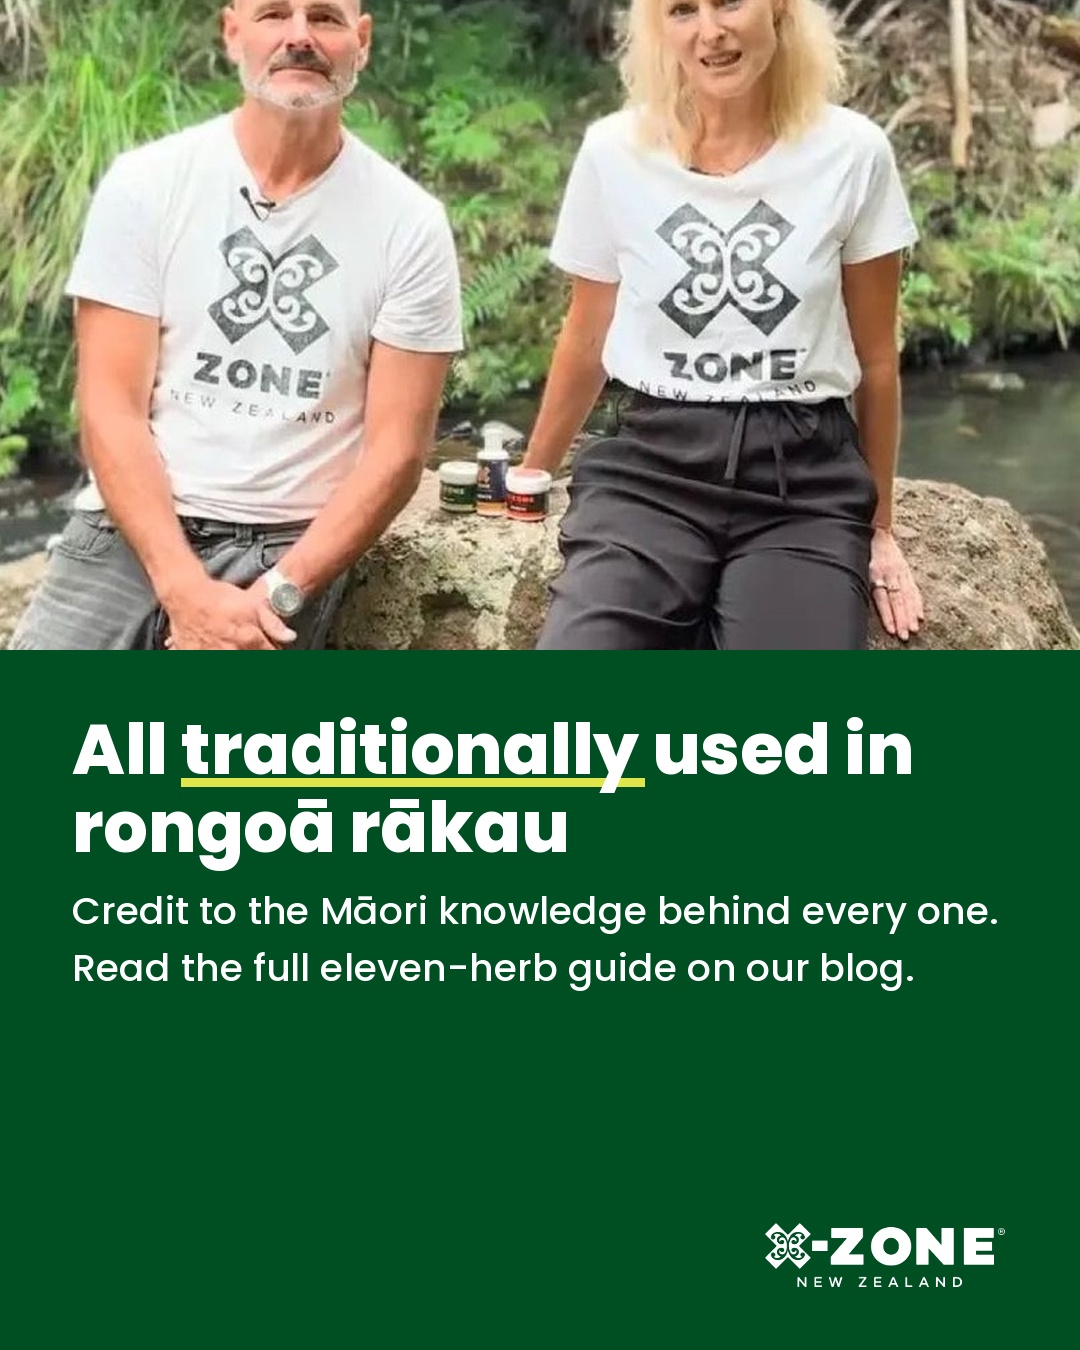 ZONE
NEW ZEALAND
ZONE
NEW ZEALAND
All traditionally used in
rongoā rākau
Credit to the Māori knowledge behind every one.
Read the full eleven-herb guide on our blog.
X-ZONE®
NEW ZEALAND